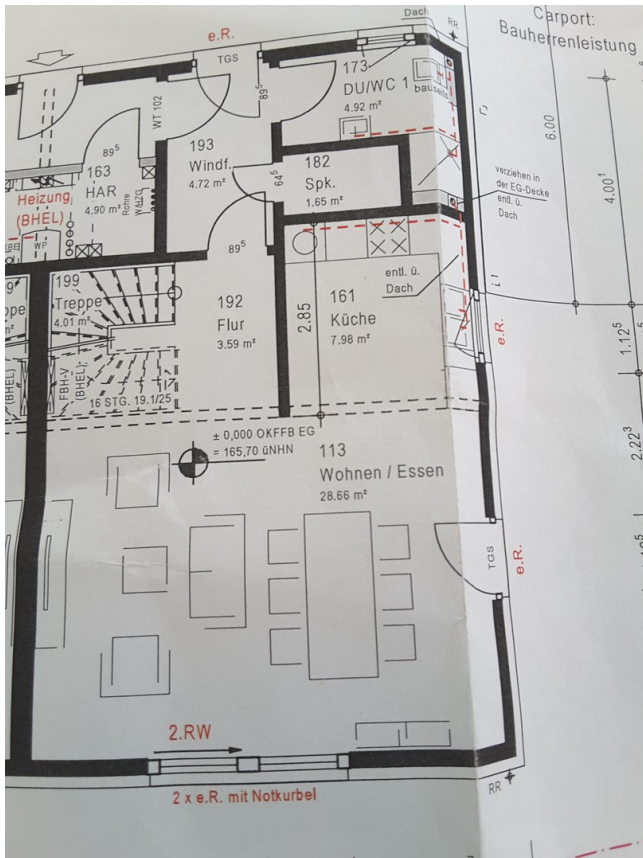 Carport:
Bauherrenleistung
Dach
RR
e.R.
TGS
173
DU/WC 1
4.92 m²
bauseits
89⁵
WT 102
89⁵
163
HAR
4.90 m²
Rohre
WP
Heizung
(BHEL)
193
Windf.
4.72 m²
64⁵
182
Spk.
1.65 m²
verziehen in
der EG-Decke
entl. ü.
Dach
6.00
4.00¹
89⁵
199
Treppe
4.01 m²
192
Flur
3.59 m²
2.85
entl. ü.
Dach
161
Küche
7.98 m²
e.R.
1.12⁵
2.22³
FBH-V
(BHEL)
16 STG. 19.1/25
± 0,000 OKFFB EG
= 165,70 üNHN
113
Wohnen / Essen
28.66 m²
TGS
e.R.
2.RW
2 x e.R. mit Notkurbel
RR